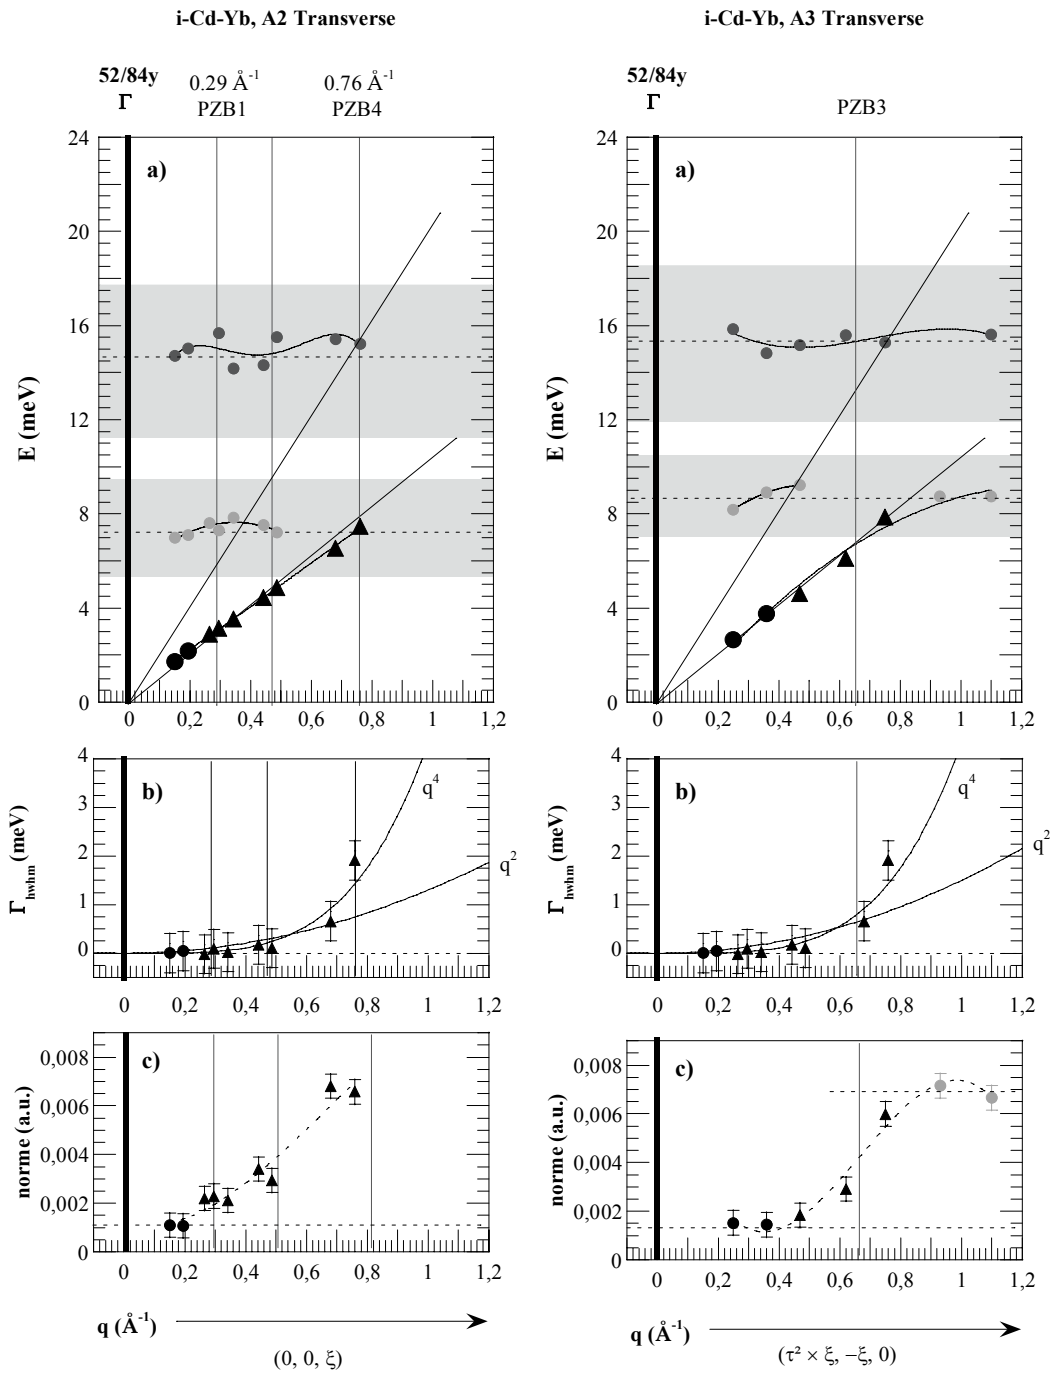 i-Cd-Yb, A2 Transverse
52/84y
Γ
0.29 Å⁻¹
PZB1
0.76 Å⁻¹
PZB4
a)
E (meV)
24
20
16
12
8
4
0
0 0,2 0,4 0,6 0,8 1 1,2
b)
q⁴
q²
Γhwhm (meV)
4
3
2
1
0
0 0,2 0,4 0,6 0,8 1 1,2
c)
norme (a.u.)
0,008
0,006
0,004
0,002
0
0 0,2 0,4 0,6 0,8 1 1,2
q (Å⁻¹)
(0, 0, ξ)
i-Cd-Yb, A3 Transverse
52/84y
Γ
PZB3
a)
E (meV)
24
20
16
12
8
4
0
0 0,2 0,4 0,6 0,8 1 1,2
b)
q⁴
q²
Γhwhm (meV)
4
3
2
1
0
0 0,2 0,4 0,6 0,8 1 1,2
c)
norme (a.u.)
0,008
0,006
0,004
0,002
0
0 0,2 0,4 0,6 0,8 1 1,2
q (Å⁻¹)
(τ² × ξ, −ξ, 0)